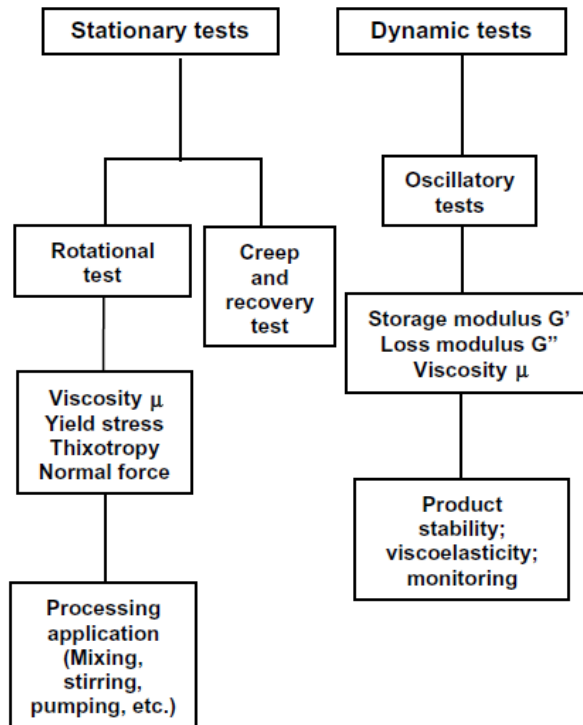 Stationary tests
Dynamic tests
Oscillatory
tests
Rotational
test
Creep
and
recovery
test
Storage modulus G’
Loss modulus G”
Viscosity μ
Viscosity μ
Yield stress
Thixotropy
Normal force
Product
stability;
viscoelasticity;
monitoring
Processing
application
(Mixing,
stirring,
pumping, etc.)